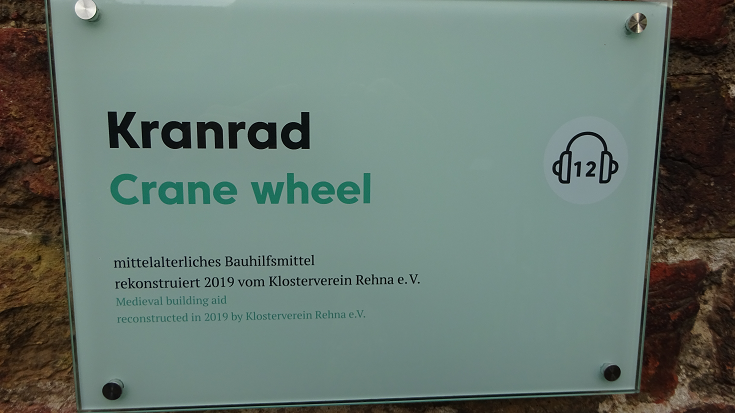 Kranrad
Crane wheel
12
mittelalterliches Bauhilfsmittel
rekonstruiert 2019 vom Klosterverein Rehna e. V.
Medieval building aid
reconstructed in 2019 by Klosterverein Rehna e.V.